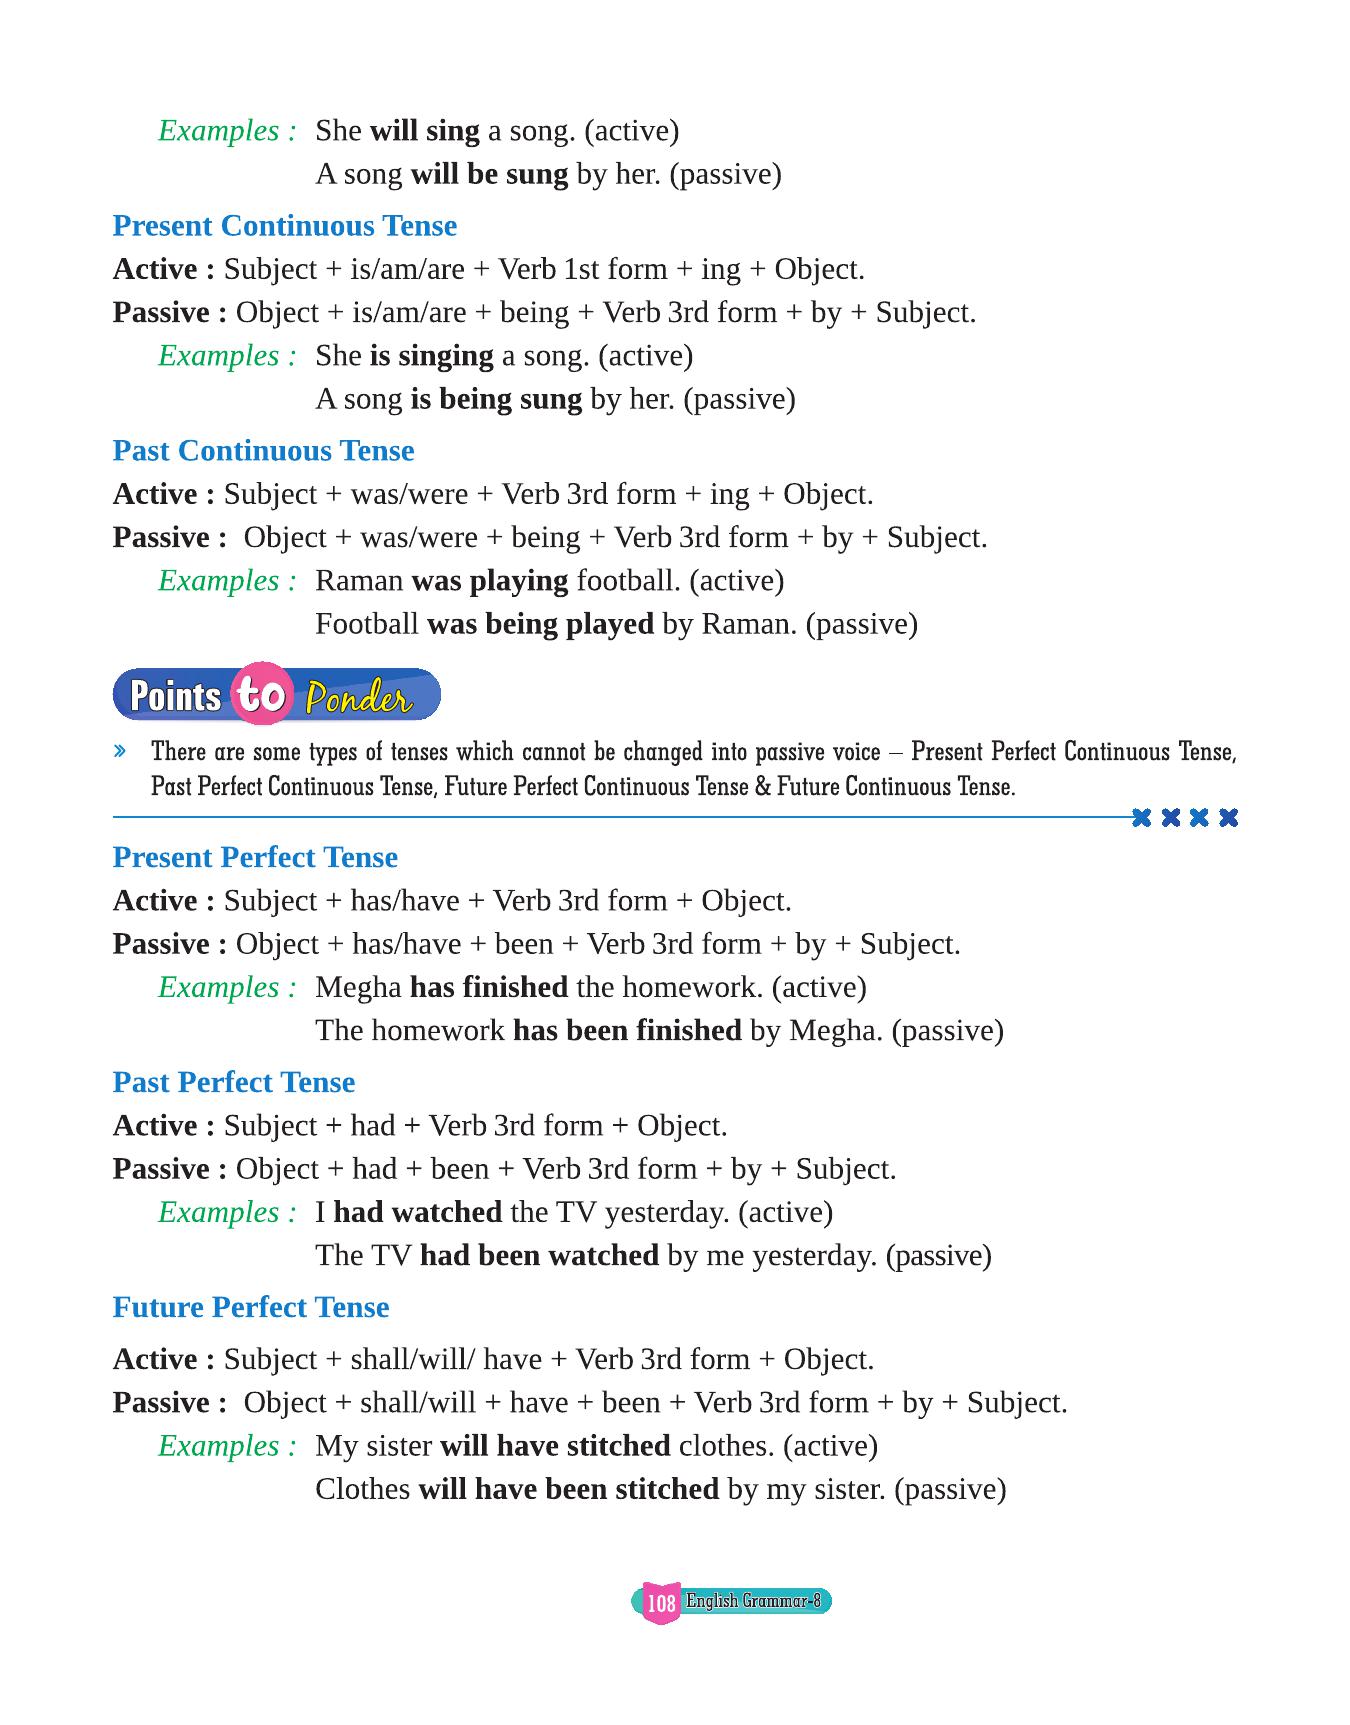 Examples : She will sing a song. (active)
A song will be sung by her. (passive)
Present Continuous Tense
Active : Subject + is/am/are + Verb 1st form + ing + Object.
Passive : Object + is/am/are + being + Verb 3rd form + by + Subject.
Examples : She is singing a song. (active)
A song is being sung by her. (passive)
Past Continuous Tense
Active : Subject + was/were + Verb 3rd form + ing + Object.
Passive : Object + was/were + being + Verb 3rd form + by + Subject.
Examples : Raman was playing football. (active)
Football was being played by Raman. (passive)
Points to Ponder
» There are some types of tenses which cannot be changed into passive voice – Present Perfect Continuous Tense,
Past Perfect Continuous Tense, Future Perfect Continuous Tense & Future Continuous Tense.
Present Perfect Tense
Active : Subject + has/have + Verb 3rd form + Object.
Passive : Object + has/have + been + Verb 3rd form + by + Subject.
Examples : Megha has finished the homework. (active)
The homework has been finished by Megha. (passive)
Past Perfect Tense
Active : Subject + had + Verb 3rd form + Object.
Passive : Object + had + been + Verb 3rd form + by + Subject.
Examples : I had watched the TV yesterday. (active)
The TV had been watched by me yesterday. (passive)
Future Perfect Tense
Active : Subject + shall/will/ have + Verb 3rd form + Object.
Passive : Object + shall/will + have + been + Verb 3rd form + by + Subject.
Examples : My sister will have stitched clothes. (active)
Clothes will have been stitched by my sister. (passive)
108 English Grammar-8